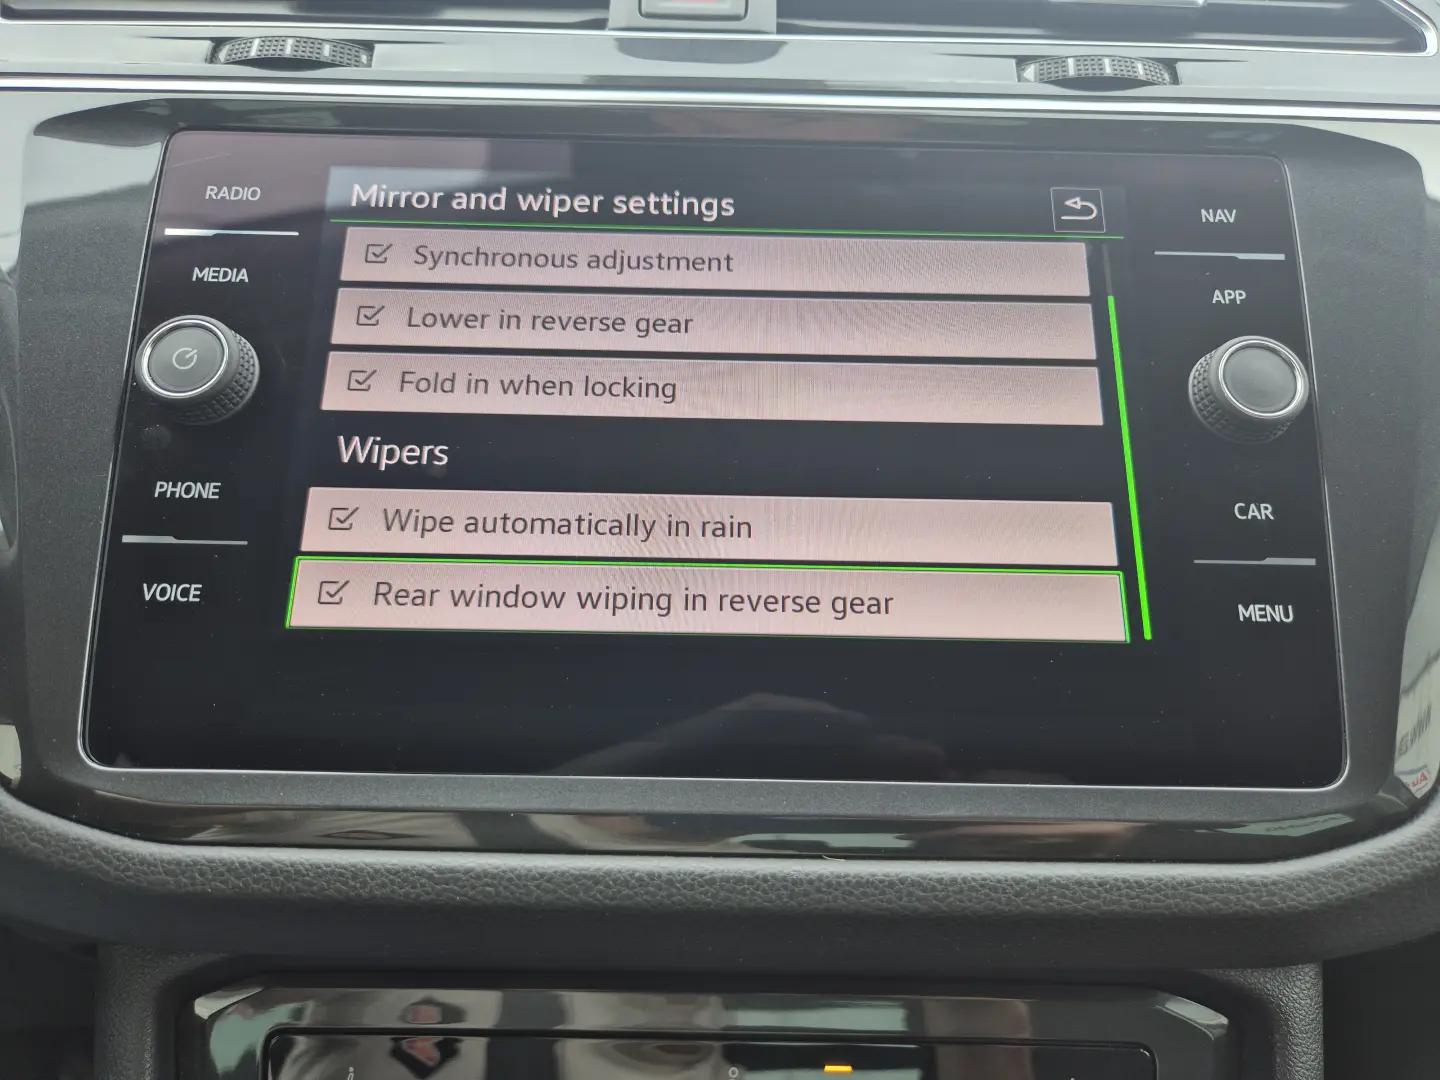 RADIO
MEDIA
PHONE
VOICE
Mirror and wiper settings
Synchronous adjustment
Lower in reverse gear
Fold in when locking
Wipers
Wipe automatically in rain
Rear window wiping in reverse gear
NAV
APP
CAR
MENU